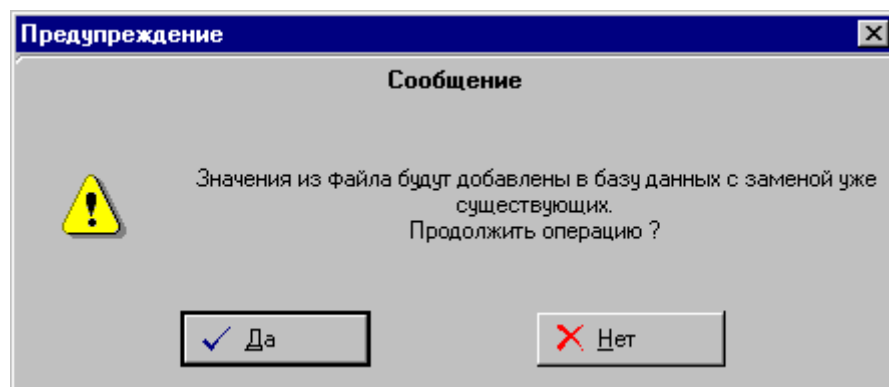 Предупреждение
Сообщение
Значения из файла будут добавлены в базу данных с заменой уже
существующих.
Продолжить операцию ?
Да
Нет